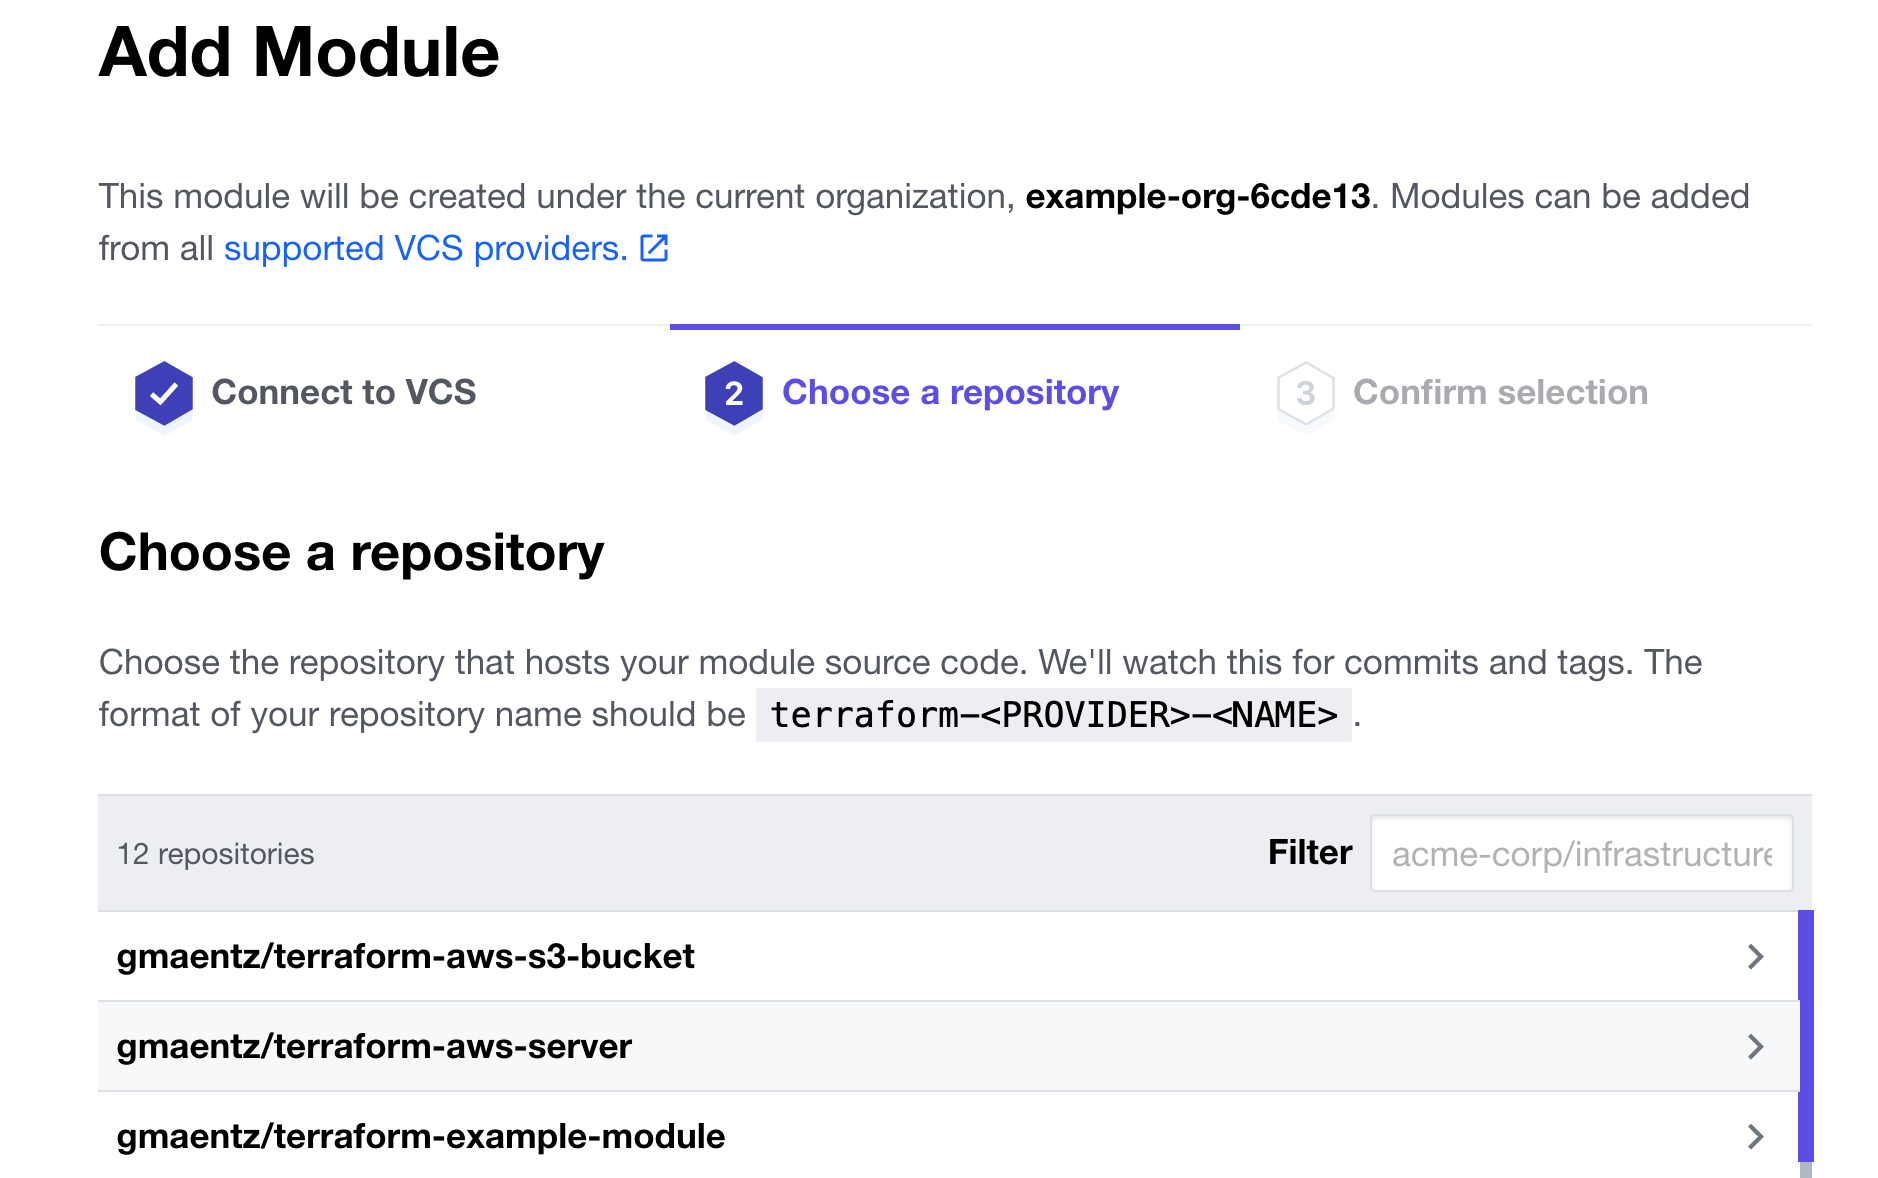 Add Module
This module will be created under the current organization, example-org-6cde13. Modules can be added
from all supported VCS providers.
Connect to VCS
2 Choose a repository
3 Confirm selection
Choose a repository
Choose the repository that hosts your module source code. We'll watch this for commits and tags. The
format of your repository name should be terraform-<PROVIDER>-<NAME>.
12 repositories
Filter acme-corp/infrastructure
gmaentz/terraform-aws-s3-bucket
gmaentz/terraform-aws-server
gmaentz/terraform-example-module